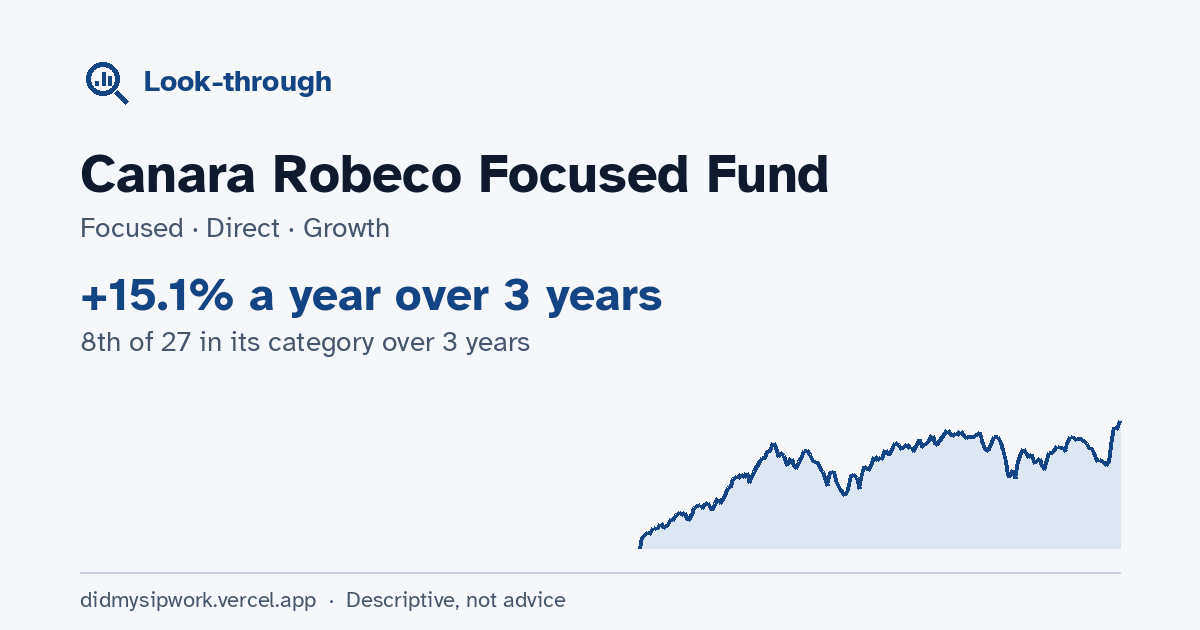 Look-through
Canara Robeco Focused Fund
Focused · Direct · Growth
+15.1% a year over 3 years
8th of 27 in its category over 3 years
didmysipwork.vercel.app · Descriptive, not advice